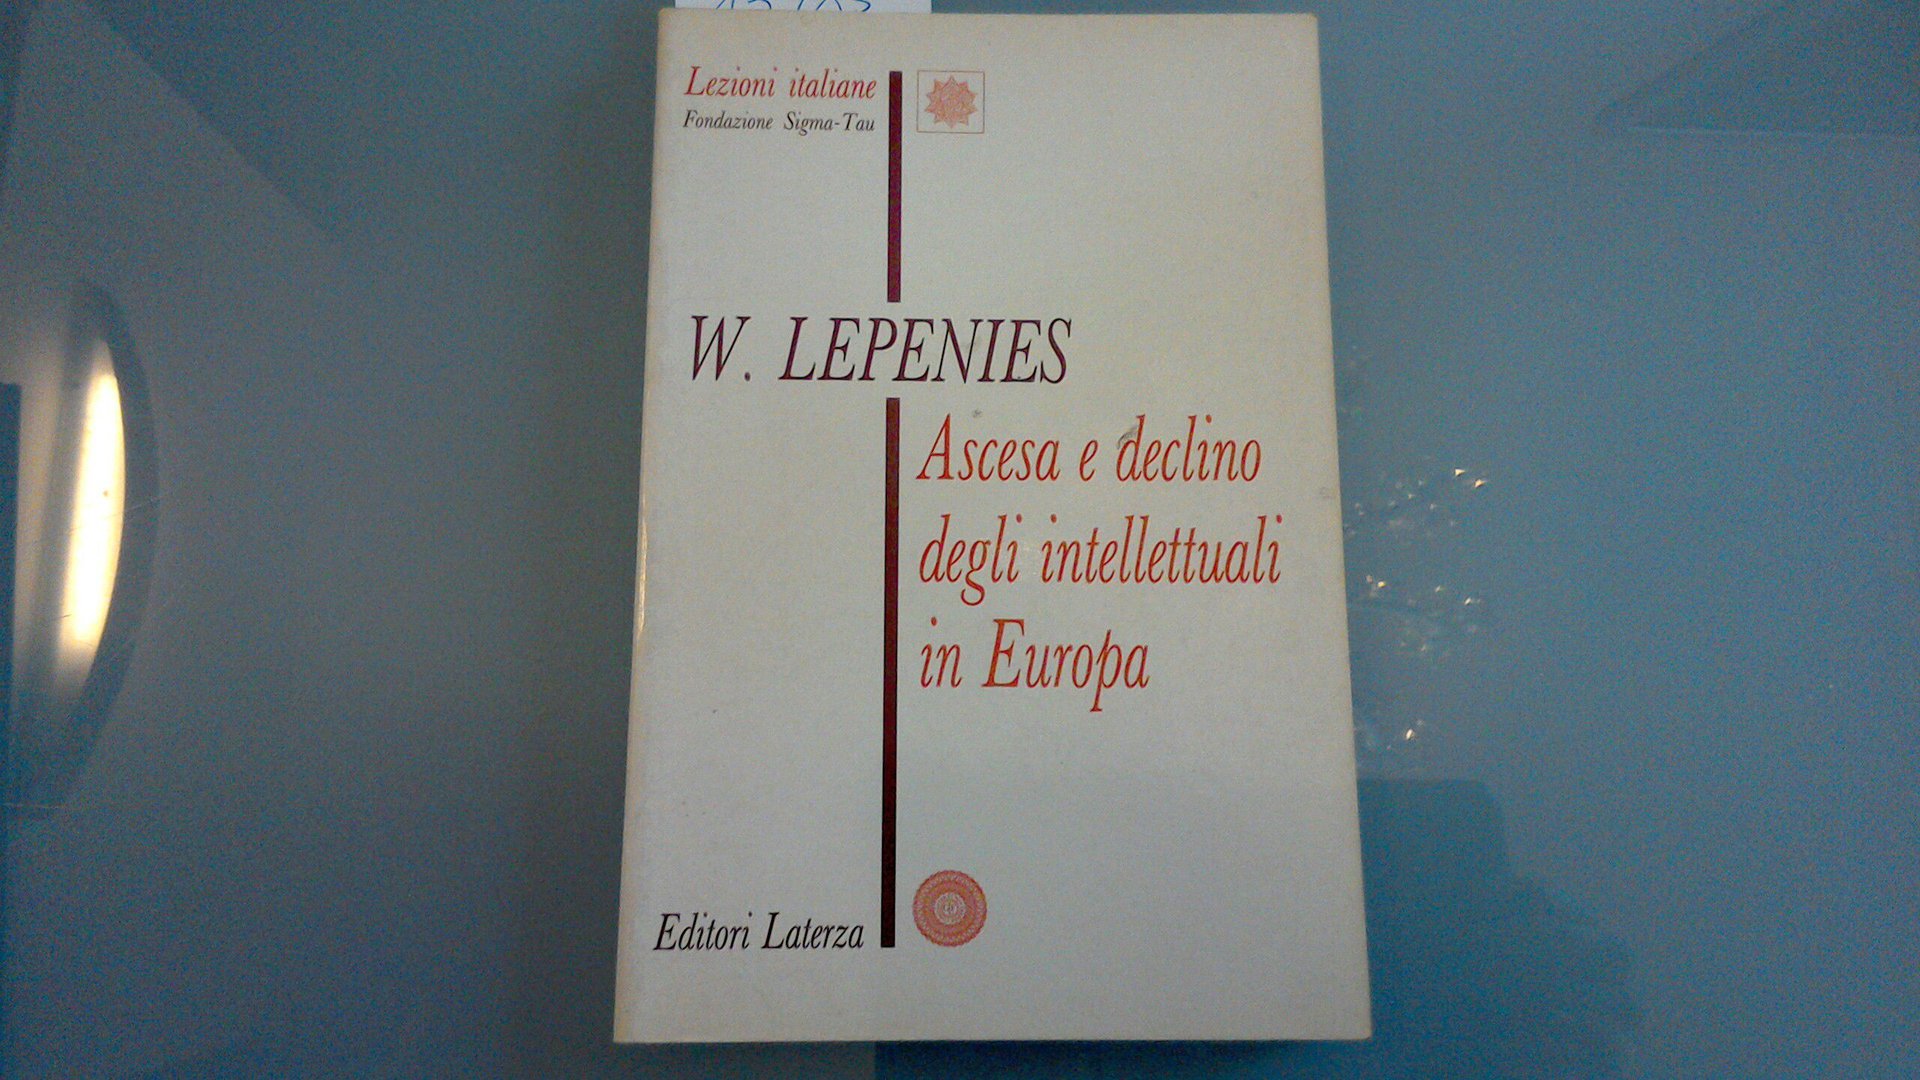 Lezioni italiane
Fondazione Sigma-Tau
W. LEPENIES
Ascesa e declino
degli intellettuali
in Europa
Editori Laterza